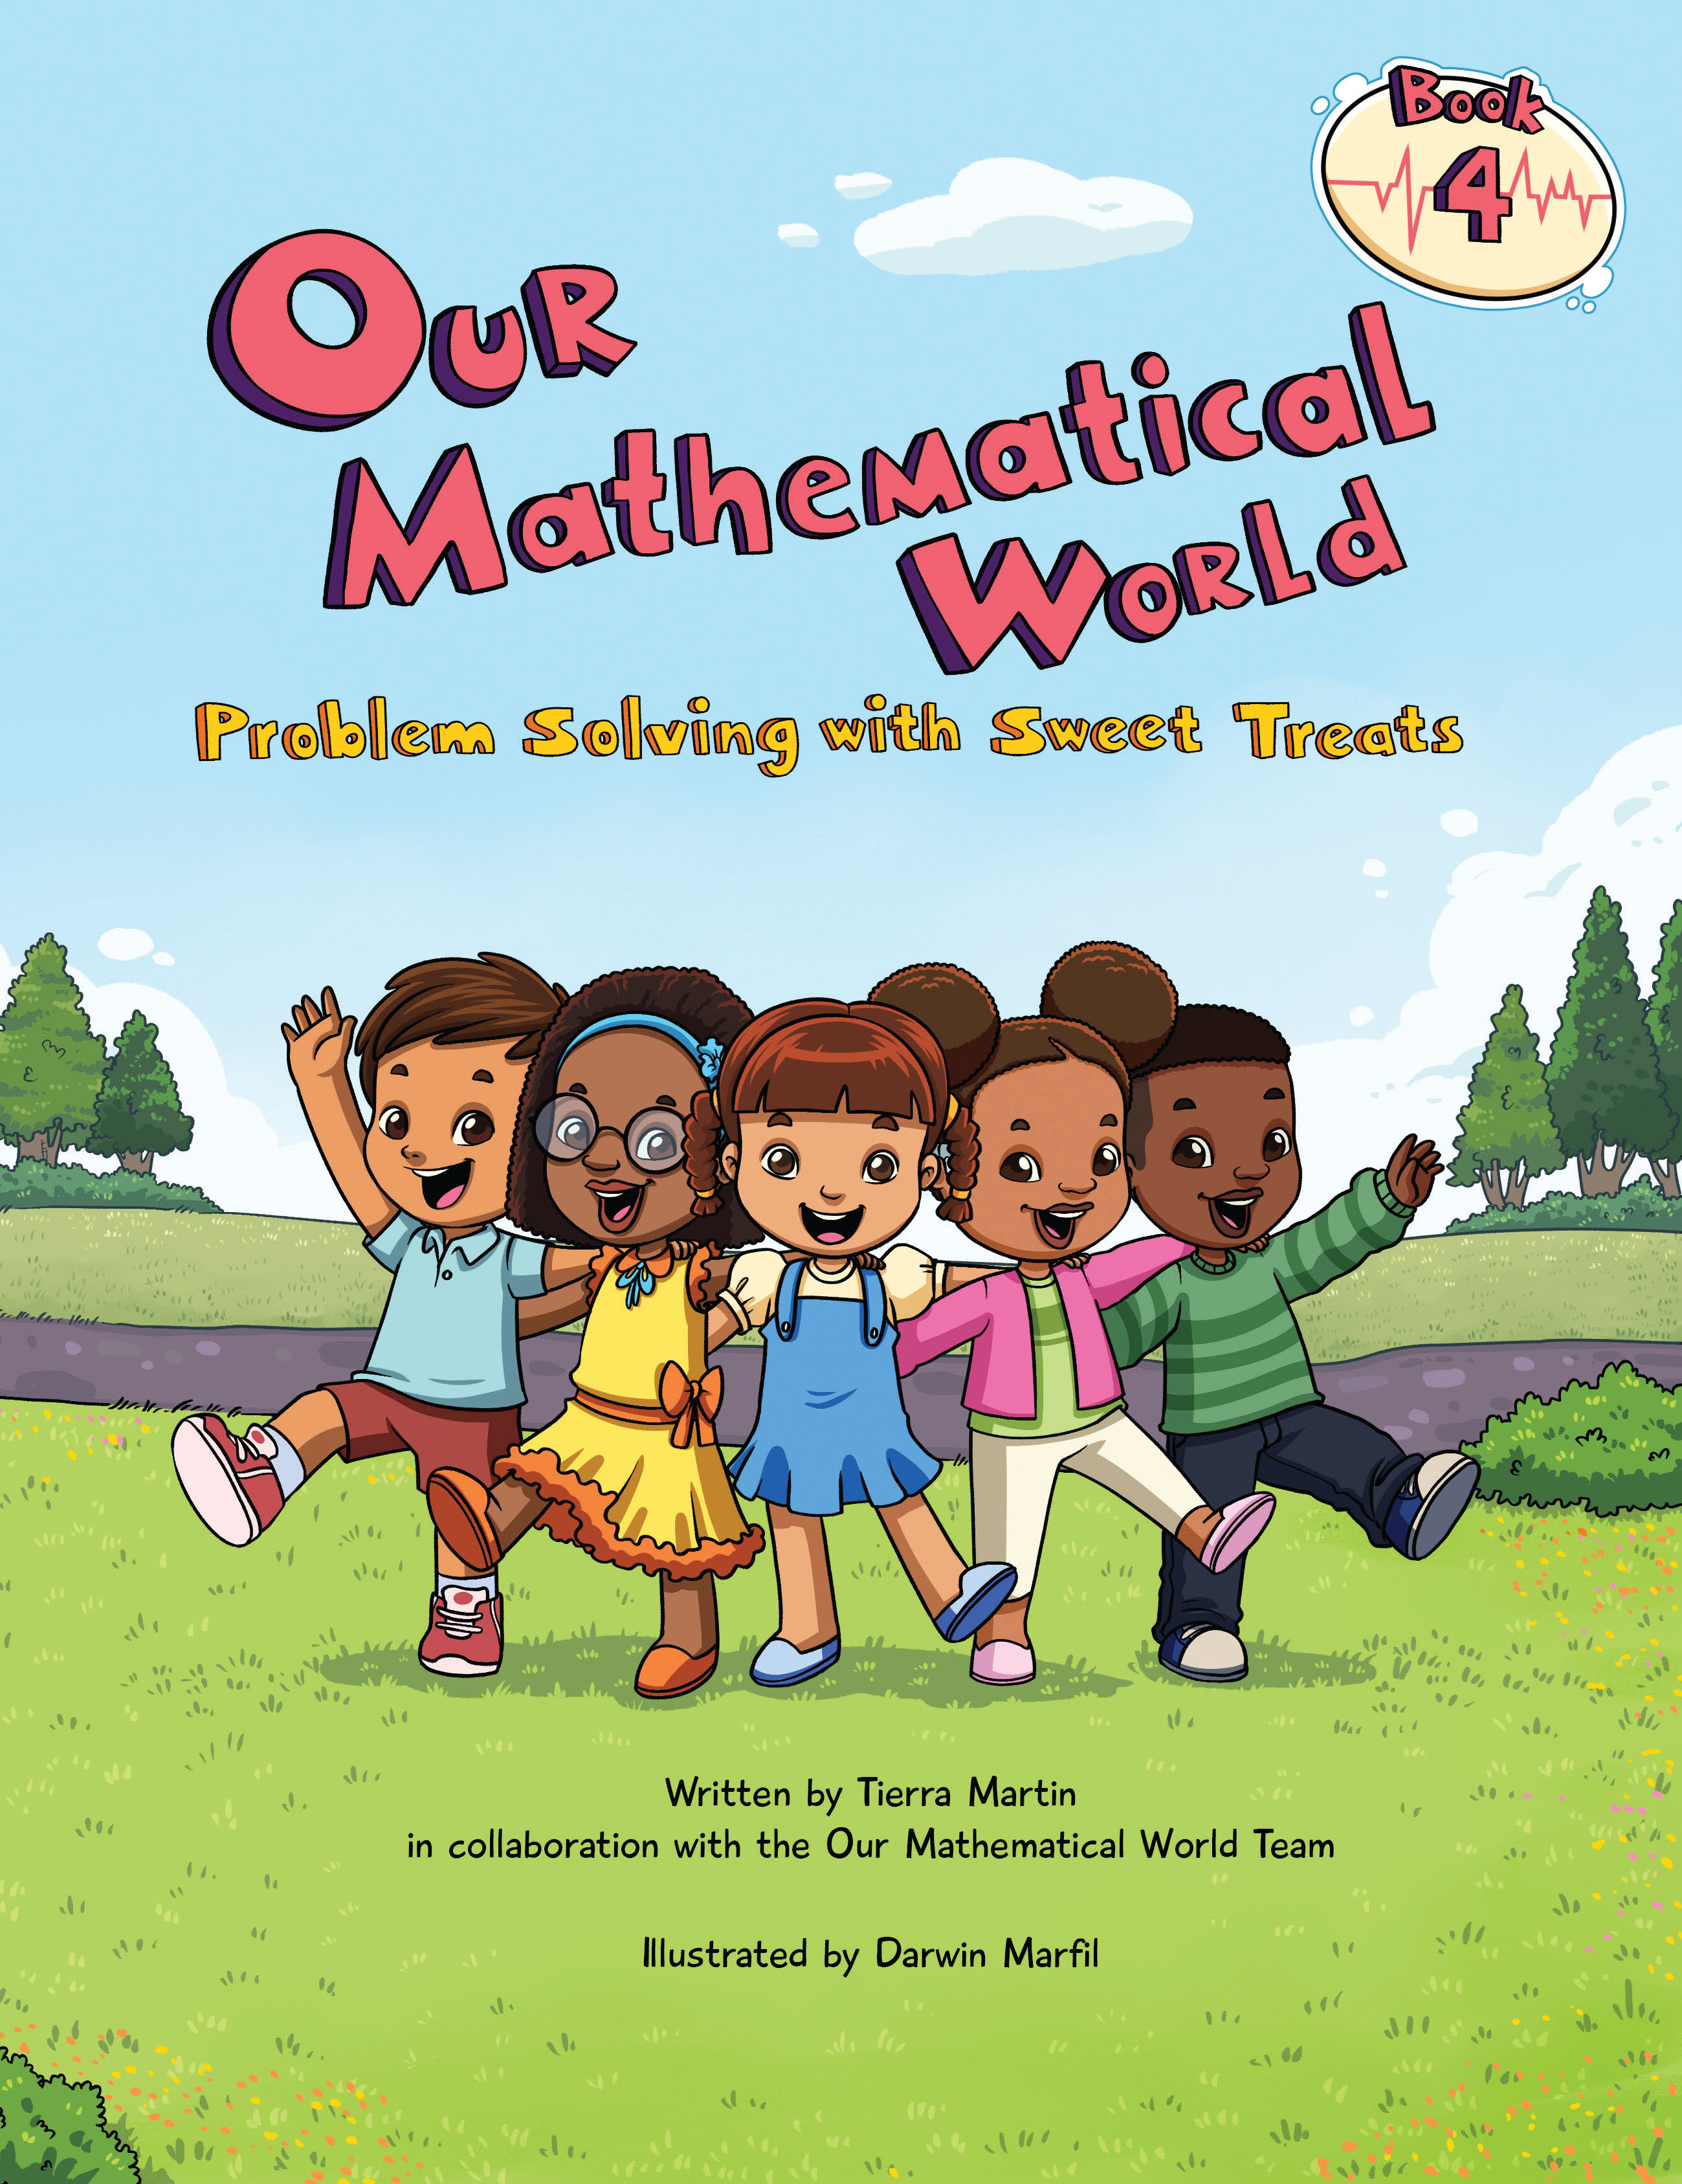 Book
4
Our
Mathematical
World
Problem Solving with Sweet Treats
Written by Tierra Martin
in collaboration with the Our Mathematical World Team
Illustrated by Darwin Marfil